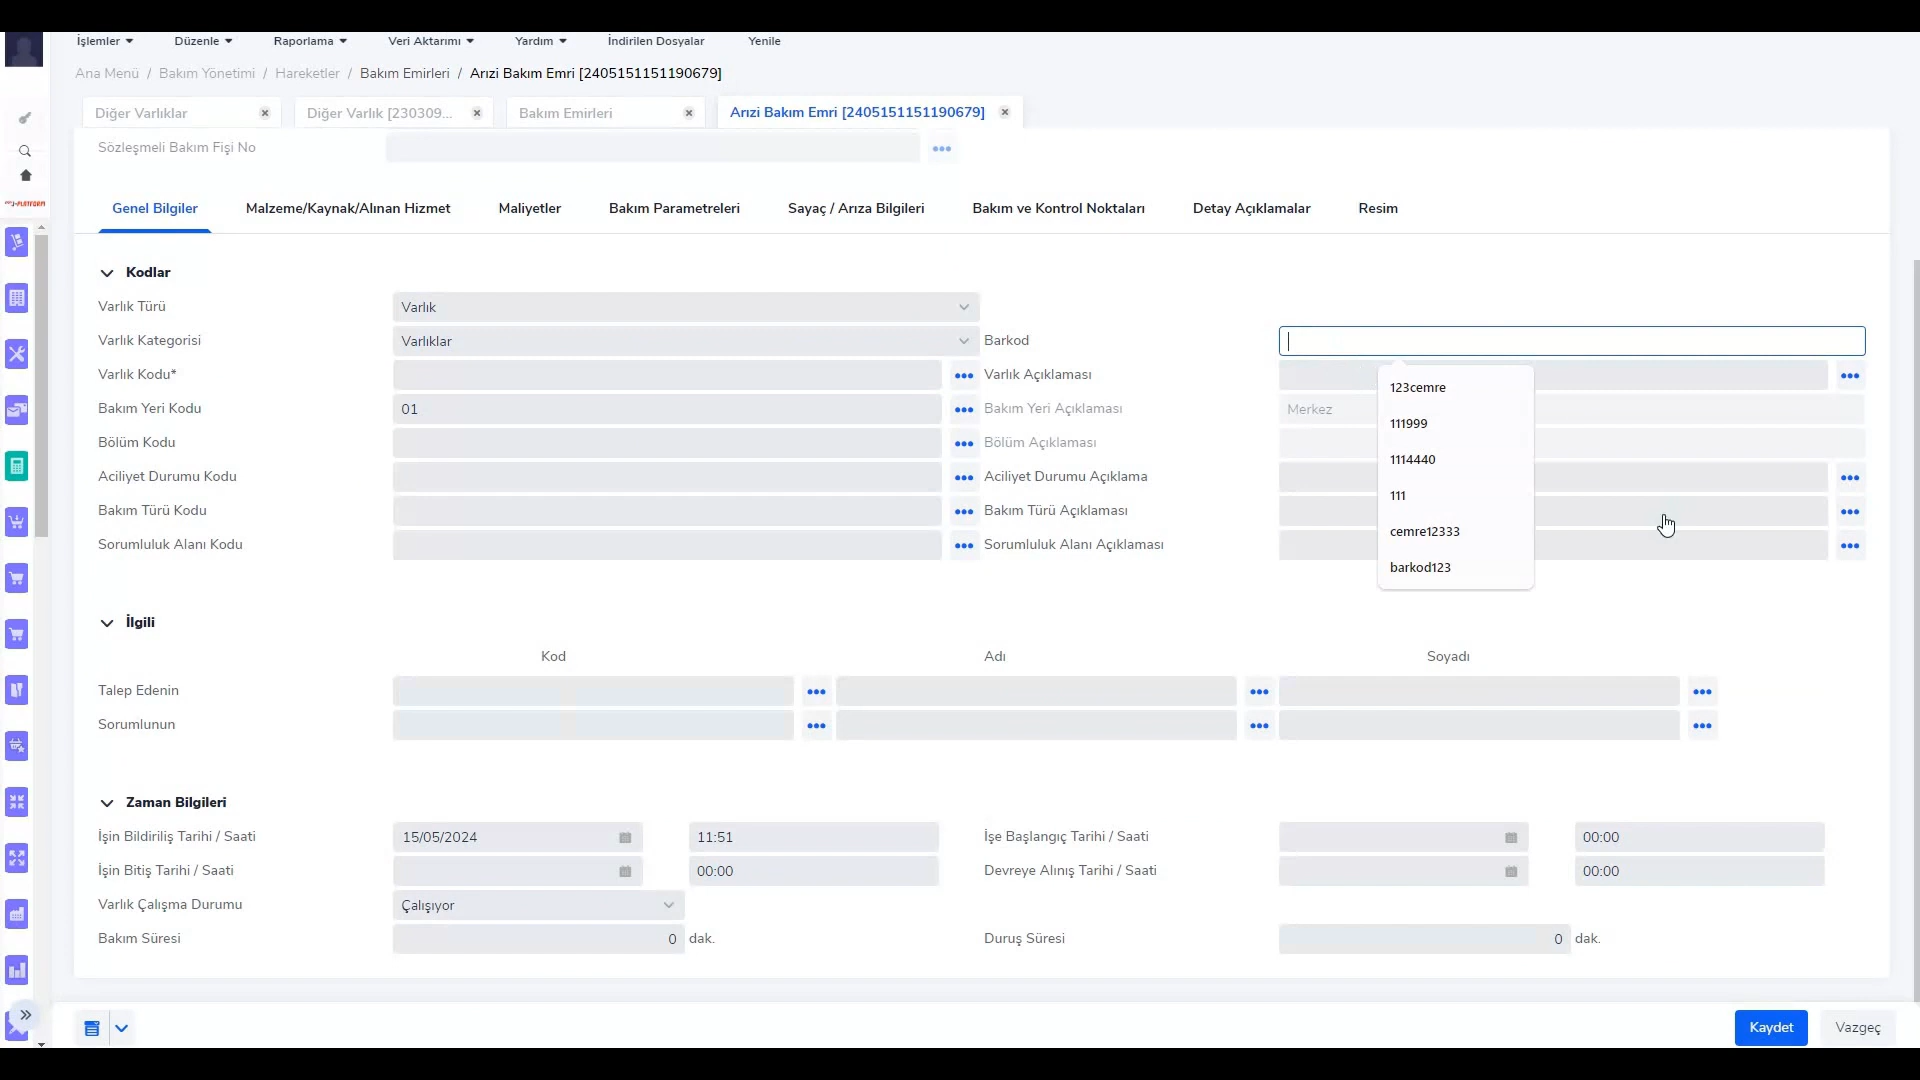 İşlemler Düzenle Raporlama Veri Aktarımı Yardım İndirilen Dosyalar Yenile
Ana Menü / Bakım Yönetimi / Hareketler / Bakım Emirleri / Arızi Bakım Emri [2405151151190679]
Diğer Varlıklar Diğer Varlık [230309... Bakım Emirleri Arızi Bakım Emri [2405151151190679]
Sözleşmeli Bakım Fişi No
J-PLATFORM
Genel Bilgiler Malzeme/Kaynak/Alınan Hizmet Maliyetler Bakım Parametreleri Sayaç / Arıza Bilgileri Bakım ve Kontrol Noktaları Detay Açıklamalar Resim
Kodlar
Varlık Türü Varlık
Varlık Kategorisi Varlıklar Barkod
Varlık Kodu* Varlık Açıklaması
123cemre
Bakım Yeri Kodu 01 Bakım Yeri Açıklaması Merkez
111999
Bölüm Kodu Bölüm Açıklaması
1114440
Aciliyet Durumu Kodu Aciliyet Durumu Açıklama
111
Bakım Türü Kodu Bakım Türü Açıklaması
cemre12333
Sorumluluk Alanı Kodu Sorumluluk Alanı Açıklaması
barkod123
İlgili
Kod Adı Soyadı
Talep Edenin
Sorumlunun
Zaman Bilgileri
İşin Bildiriliş Tarihi / Saati 15/05/2024 11:51 İşe Başlangıç Tarihi / Saati 00:00
İşin Bitiş Tarihi / Saati 00:00 Devreye Alınış Tarihi / Saati 00:00
Varlık Çalışma Durumu Çalışıyor
Bakım Süresi 0 dak. Duruş Süresi 0 dak.
Kaydet Vazgeç